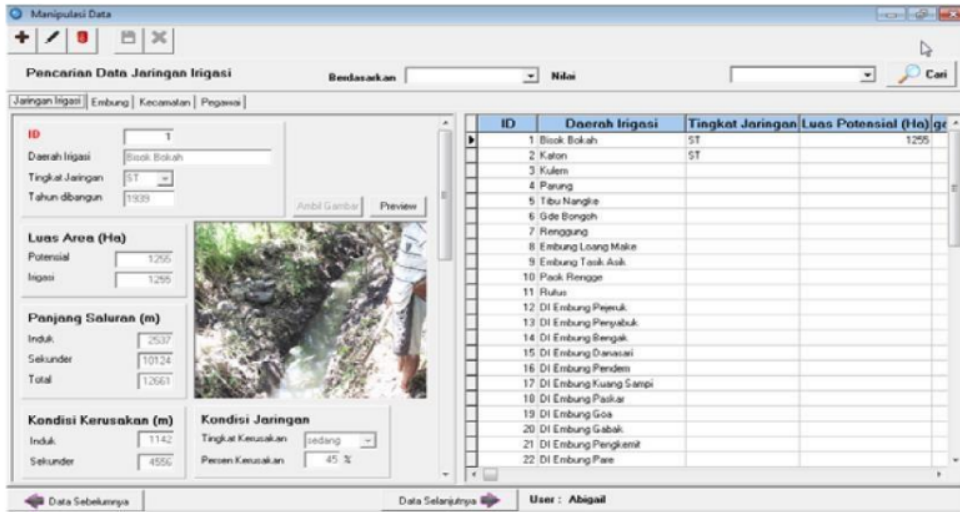 Manipulasi Data
Pencarian Data Jaringan Irigasi
Berdasarkan
Nilai
Cari
Jaringan Irigasi
Embung
Kecamatan
Pegawai
ID 1
Daerah Irigasi Bisok Bokah
Tingkat Jaringan ST
Tahun dibangun 1939
Ambil Gambar
Preview
Luas Area (Ha)
Potensial 1255
Irigasi 1255
Panjang Saluran (m)
Induk 2537
Sekunder 10124
Total 12661
Kondisi Kerusakan (m)
Induk 1142
Sekunder 4556
Kondisi Jaringan
Tingkat Kerusakan sedang
Persen Kerusakan 45 %
ID Daerah Irigasi Tingkat Jaringan Luas Potensial (Ha)
1 Bisok Bokah ST 1255
2 Katon ST
3 Kulem
4 Parung
5 Tibu Nangke
6 Gde Bongoh
7 Renggung
8 Embung Loang Make
9 Embung Tasik Asik
10 Paok Rengge
11 Rutus
12 DI Embung Pejeruk
13 DI Embung Penyabuk
14 DI Embung Bengak
15 DI Embung Danasari
16 DI Embung Pendem
17 DI Embung Kuang Sampi
18 DI Embung Paskar
19 DI Embung Goa
20 DI Embung Gabak
21 DI Embung Pengkemit
22 DI Embung Pare
Data Sebelumnya
Data Selanjutnya
User : Abigail